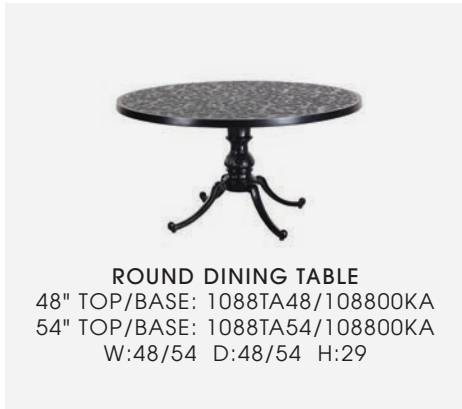 ROUND DINING TABLE
48" TOP/BASE: 1088TA48/108800KA
54" TOP/BASE: 1088TA54/108800KA
W:48/54 D:48/54 H:29